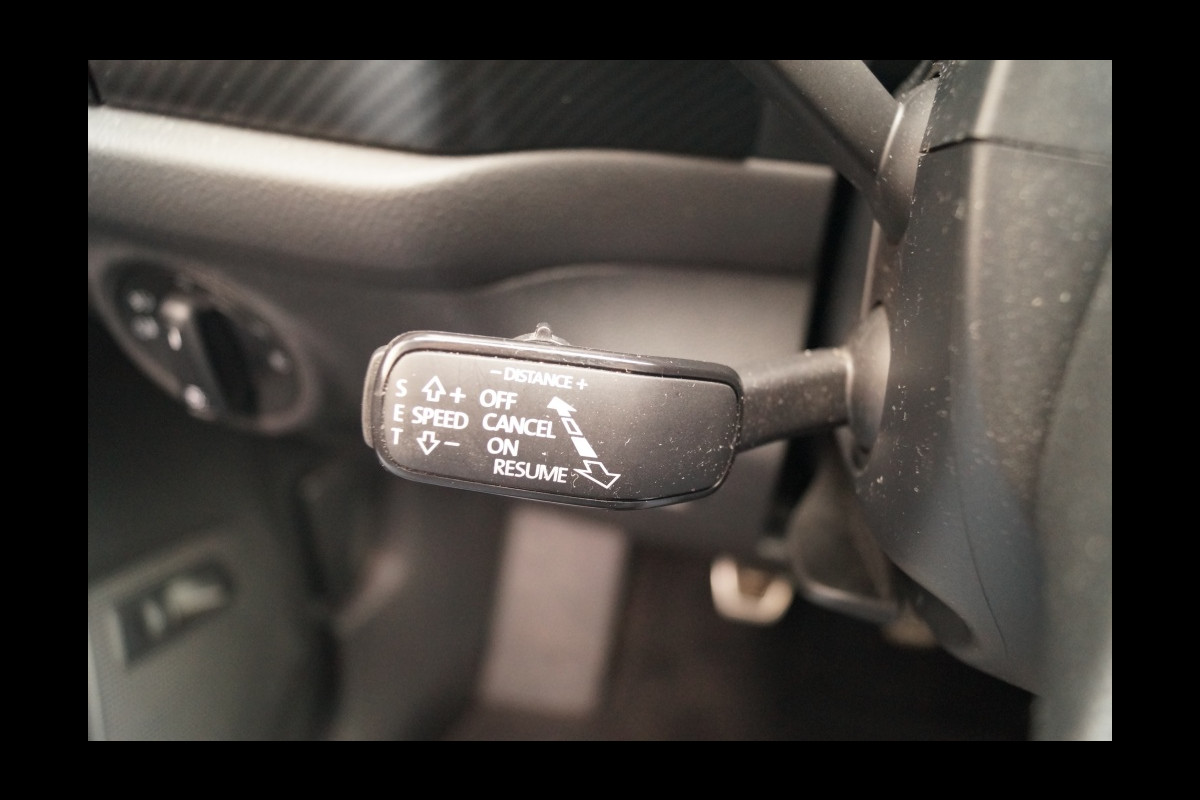 − DISTANCE +
S + OFF
E SPEED CANCEL
T − ON
RESUME